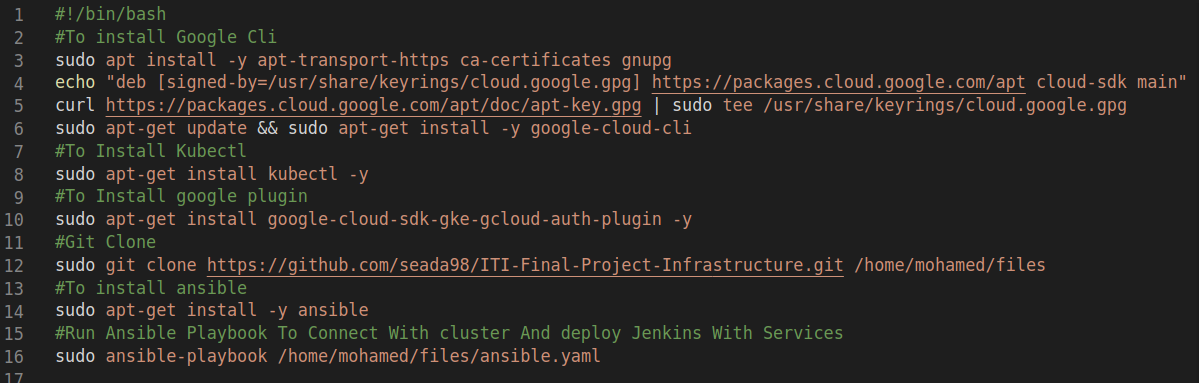 1 #!/bin/bash
2 #To install Google Cli
3 sudo apt install -y apt-transport-https ca-certificates gnupg
4 echo "deb [signed-by=/usr/share/keyrings/cloud.google.gpg] https://packages.cloud.google.com/apt cloud-sdk main"
5 curl https://packages.cloud.google.com/apt/doc/apt-key.gpg | sudo tee /usr/share/keyrings/cloud.google.gpg
6 sudo apt-get update && sudo apt-get install -y google-cloud-cli
7 #To Install Kubectl
8 sudo apt-get install kubectl -y
9 #To Install google plugin
10 sudo apt-get install google-cloud-sdk-gke-gcloud-auth-plugin -y
11 #Git Clone
12 sudo git clone https://github.com/seada98/ITI-Final-Project-Infrastructure.git /home/mohamed/files
13 #To install ansible
14 sudo apt-get install -y ansible
15 #Run Ansible Playbook To Connect With cluster And deploy Jenkins With Services
16 sudo ansible-playbook /home/mohamed/files/ansible.yaml
17